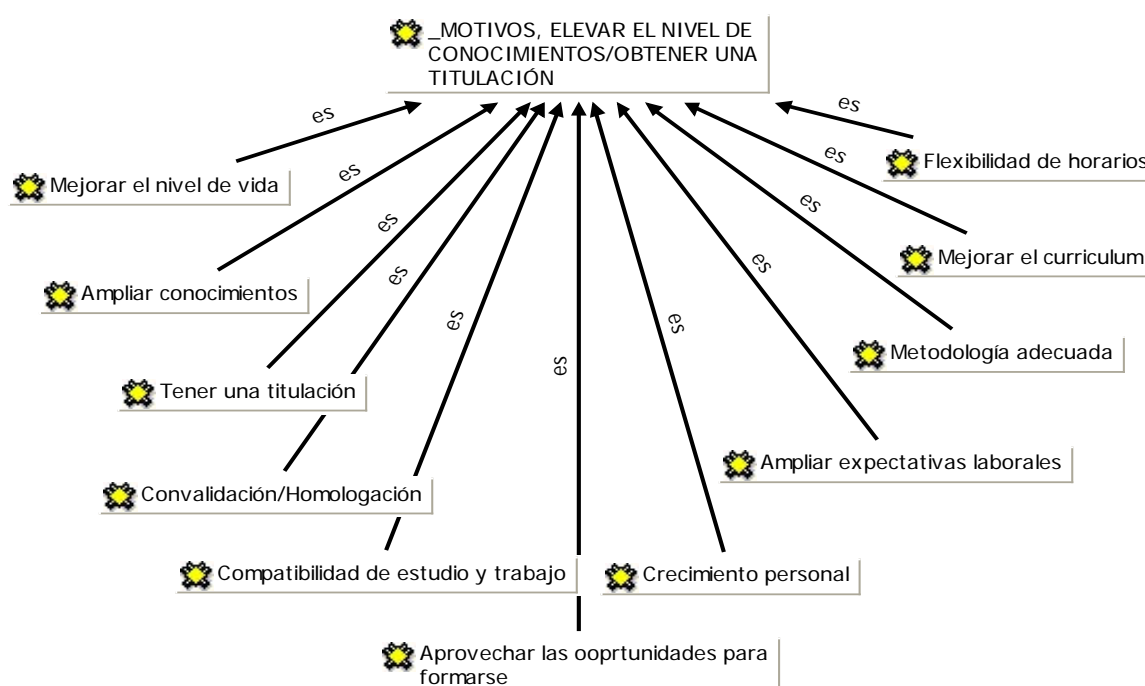 _MOTIVOS, ELEVAR EL NIVEL DE
CONOCIMIENTOS/OBTENER UNA
TITULACIÓN
es
es
Flexibilidad de horarios
es
es
Mejorar el nivel de vida
es
es
Mejorar el curriculum
es
es
Ampliar conocimientos
es
es
es
Metodología adecuada
Tener una titulación
Ampliar expectativas laborales
Convalidación/Homologación
Compatibilidad de estudio y trabajo
Crecimiento personal
Aprovechar las ooprtunidades para
formarse